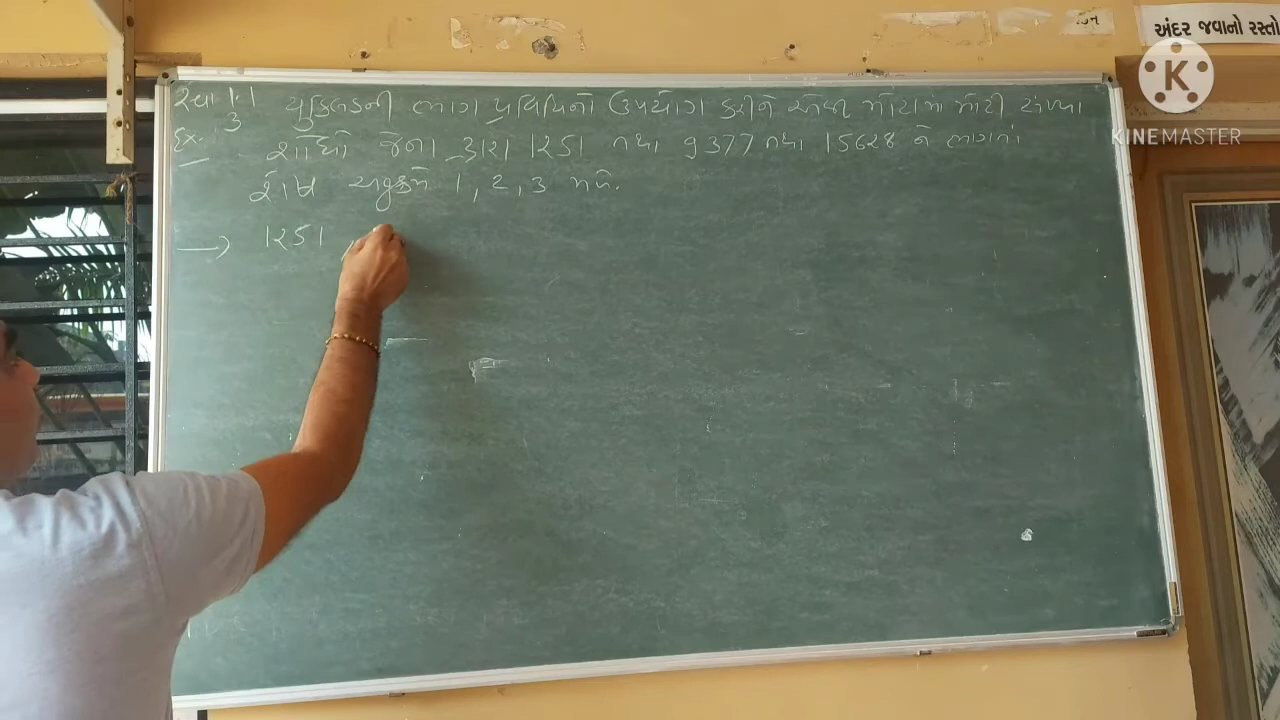 અંદર જવાનો રસ્તો
K
KINEMASTER
સ્વા 1.1 યુક્લિડની ભાગ પ્રવિધિનો ઉપયોગ કરીને એવી મોટામાં મોટી સંખ્યા
Ex. 3 શોધો જેના દ્વારા 1251 તથા 9377 તથા 15628 ને ભાગતાં
શેષ અનુક્રમે 1, 2, 3 મળે.
→ 1251